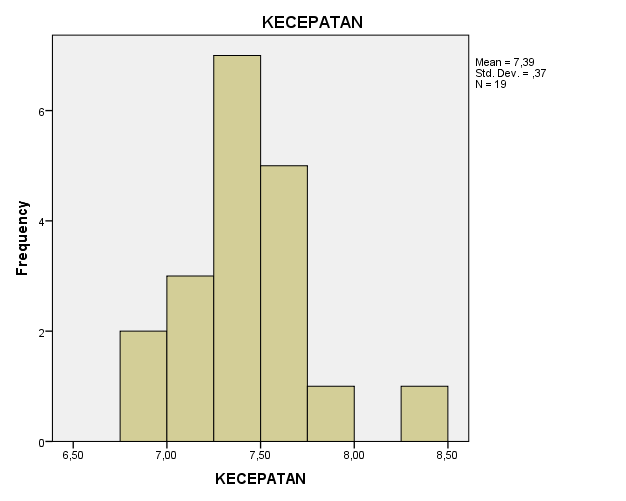 KECEPATAN
Mean = 7,39
Std. Dev. = ,37
N = 19
Frequency
6
4
2
0
6,50 7,00 7,50 8,00 8,50
KECEPATAN